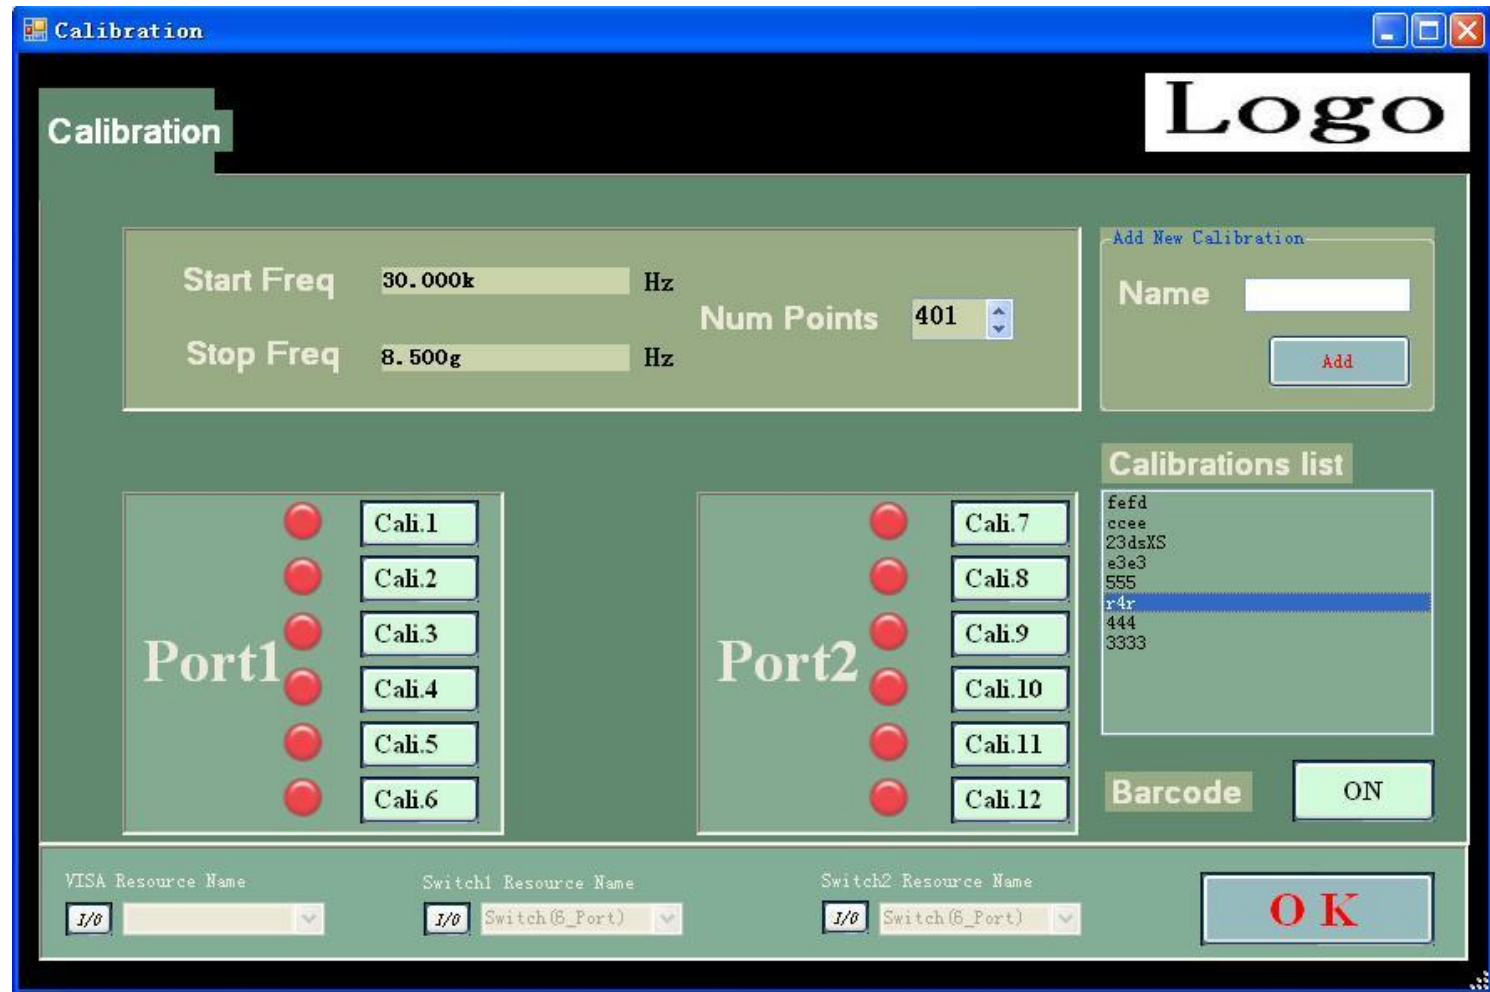 Calibration
Logo
Calibration
Add New Calibration
Start Freq 30.000k Hz
Name
Num Points 401
Stop Freq 8.500g Hz
Add
Calibrations list
fefd
ccee
23dsXS
e3e3
555
r4r
444
3333
Port1
Cali.1
Cali.2
Cali.3
Cali.4
Cali.5
Cali.6
Port2
Cali.7
Cali.8
Cali.9
Cali.10
Cali.11
Cali.12
Barcode ON
VISA Resource Name
I/O
Switch1 Resource Name
I/O Switch(6_Port)
Switch2 Resource Name
I/O Switch(6_Port)
OK